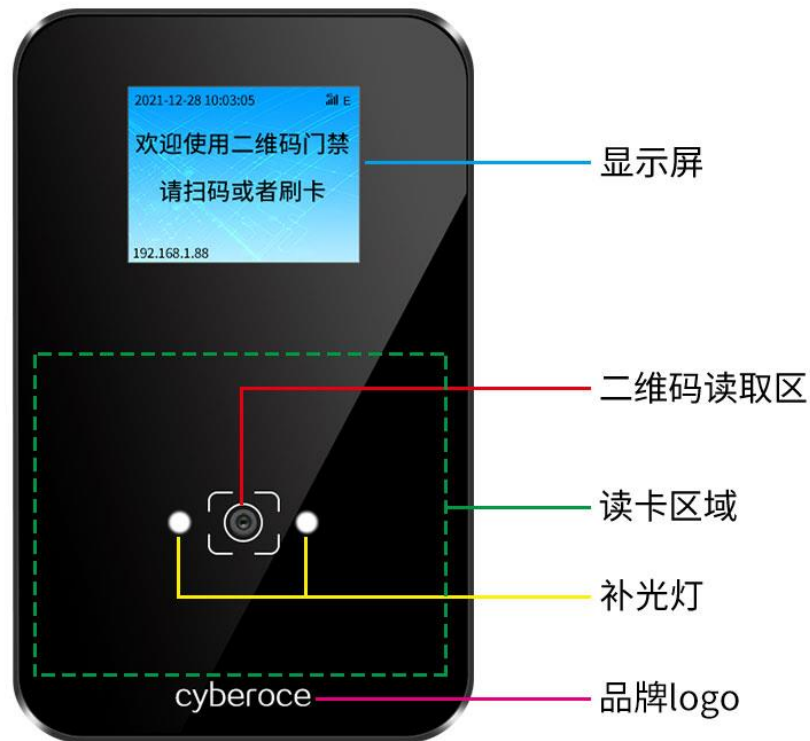 2021-12-28 10:03:05
E
欢迎使用二维码门禁
请扫码或者刷卡
192.168.1.88
显示屏
二维码读取区
读卡区域
补光灯
cyberoce
品牌logo